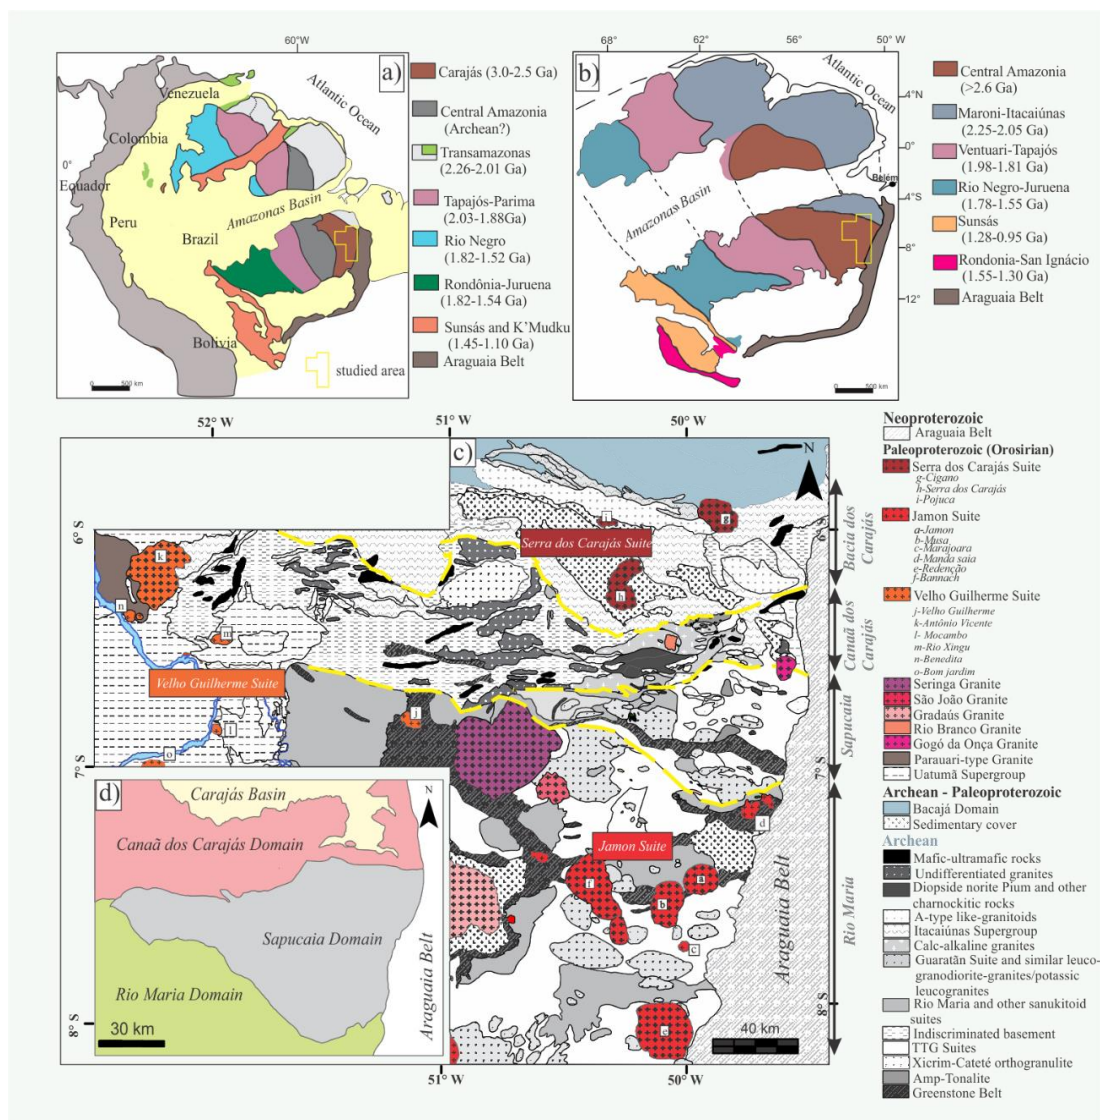 60°W
a)
Atlantic Ocean
Venezuela
Colombia
0°
Equador
Peru
Amazonas Basin
Brazil
Bolivia
studied area
0 500 km
Carajás (3.0-2.5 Ga)
Central Amazonia
(Archean?)
Transamazonas
(2.26-2.01 Ga)
Tapajós-Parima
(2.03-1.88Ga)
Rio Negro
(1.82-1.52 Ga)
Rondônia-Juruena
(1.82-1.54 Ga)
Sunsás and K'Mudku
(1.45-1.10 Ga)
Araguaia Belt
68°
62°
56°
50° W
b)
Atlantic Ocean
4°N
0°
Belém
4°S
8°
12°
Amazonas Basin
0 500 km
Central Amazonia
(>2.6 Ga)
Maroni-Itacaiúnas
(2.25-2.05 Ga)
Ventuari-Tapajós
(1.98-1.81 Ga)
Rio Negro-Juruena
(1.78-1.55 Ga)
Sunsás
(1.28-0.95 Ga)
Rondonia-San Ignácio
(1.55-1.30 Ga)
Araguaia Belt
52° W
51° W
50° W
c)
N
6° S
6° S
i
g
Serra dos Carajás Suite
k
h
n
m
Velho Guilherme Suite
j
l
o
7° S
7° S
d
Jamon Suite
f
a
b
c
e
8° S
8° S
Araguaia Belt
40 km
51° W
50° W
Bacia dos
Carajás
Canaã dos
Carajás
Sapucaia
Rio Maria
d)
N
Carajás Basin
Canaã dos Carajás Domain
Sapucaia Domain
Rio Maria Domain
Araguaia Belt
30 km
Neoproterozoic
Araguaia Belt
Paleoproterozoic (Orosirian)
Serra dos Carajás Suite
g-Cigano
h-Serra dos Carajás
i-Pojuca
Jamon Suite
a-Jamon
b-Musa
c-Marajoara
d-Manda saia
e-Redenção
f-Bannach
Velho Guilherme Suite
j-Velho Guilherme
k-Antônio Vicente
l- Mocambo
m-Rio Xingu
n-Benedita
o-Bom jardim
Seringa Granite
São João Granite
Gradaús Granite
Rio Branco Granite
Gogó da Onça Granite
Parauari-type Granite
Uatumã Supergroup
Archean - Paleoproterozoic
Bacajá Domain
Sedimentary cover
Archean
Mafic-ultramafic rocks
Undifferentiated granites
Diopside norite Pium and other
charnockitic rocks
A-type like-granitoids
Itacaiúnas Supergroup
Calc-alkaline granites
Guaratãn Suite and similar leuco-
granodiorite-granites/potassic
leucogranites
Rio Maria and other sanukitoid
suites
Indiscriminated basement
TTG Suites
Xicrim-Cateté orthogranulite
Amp-Tonalite
Greenstone Belt